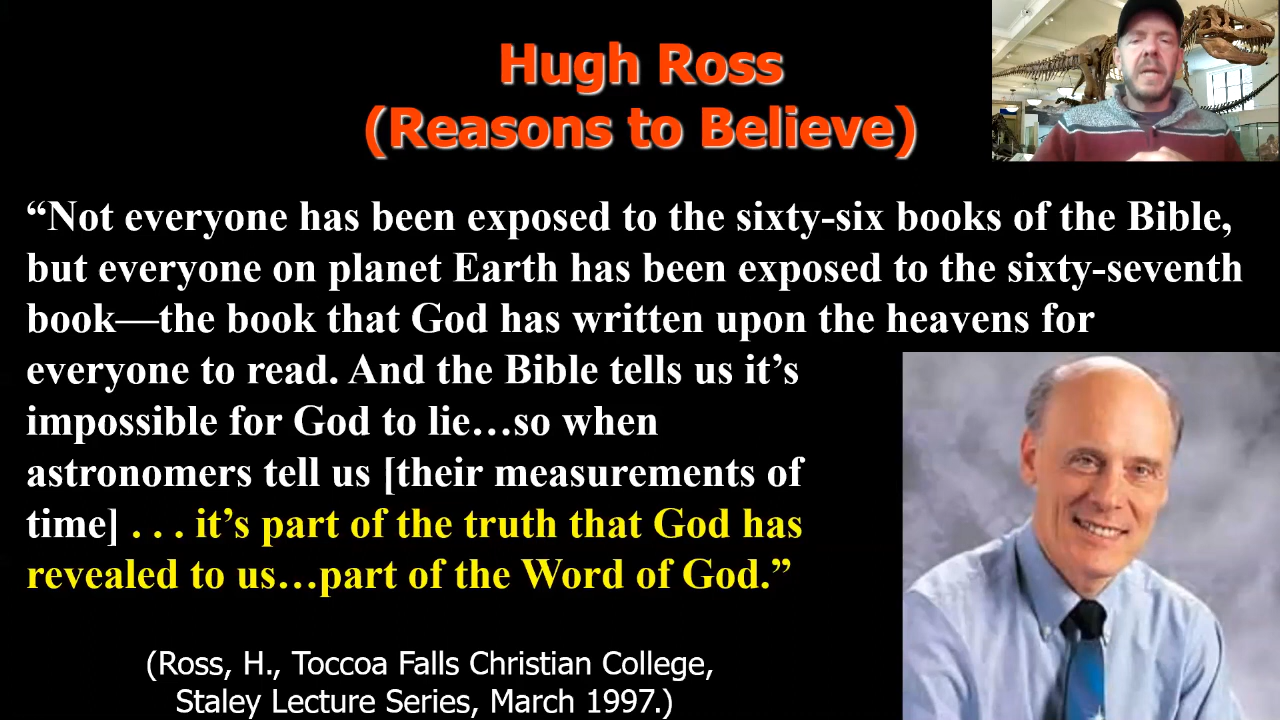 Hugh Ross
(Reasons to Believe)
“Not everyone has been exposed to the sixty-six books of the Bible,
but everyone on planet Earth has been exposed to the sixty-seventh
book—the book that God has written upon the heavens for
everyone to read. And the Bible tells us it’s
impossible for God to lie…so when
astronomers tell us [their measurements of
time] . . . it’s part of the truth that God has
revealed to us…part of the Word of God.”
(Ross, H., Toccoa Falls Christian College,
Staley Lecture Series, March 1997.)